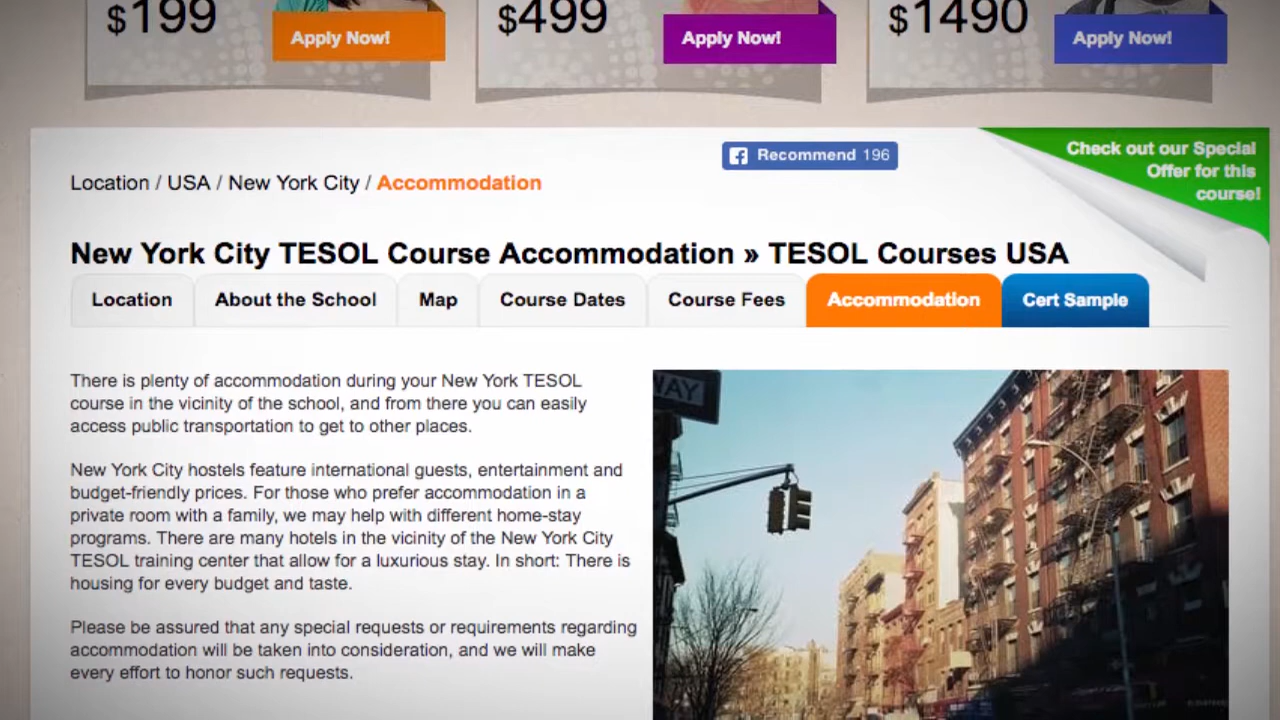 $199
Apply Now!
$499
Apply Now!
$1490
Apply Now!
Recommend 196
Check out our Special
Offer for this
course!
Location / USA / New York City / Accommodation
New York City TESOL Course Accommodation » TESOL Courses USA
Location
About the School
Map
Course Dates
Course Fees
Accommodation
Cert Sample
There is plenty of accommodation during your New York TESOL
course in the vicinity of the school, and from there you can easily
access public transportation to get to other places.
New York City hostels feature international guests, entertainment and
budget-friendly prices. For those who prefer accommodation in a
private room with a family, we may help with different home-stay
programs. There are many hotels in the vicinity of the New York City
TESOL training center that allow for a luxurious stay. In short: There is
housing for every budget and taste.
Please be assured that any special requests or requirements regarding
accommodation will be taken into consideration, and we will make
every effort to honor such requests.
WAY